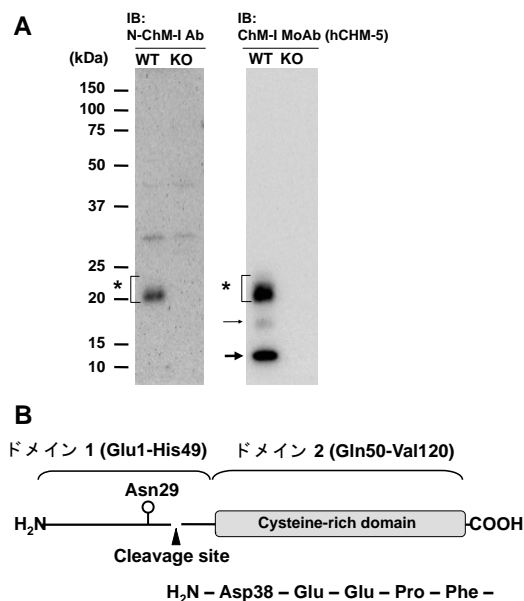 A
IB:
N-ChM-I Ab
IB:
ChM-I MoAb (hCHM-5)
(kDa) WT KO WT KO
150
100
75
50
37
25
* *
20
15
10
B
ドメイン 1 (Glu1-His49) ドメイン 2 (Gln50-Val120)
Asn29
H2N Cysteine-rich domain COOH
Cleavage site
H2N – Asp38 – Glu – Glu – Pro – Phe –